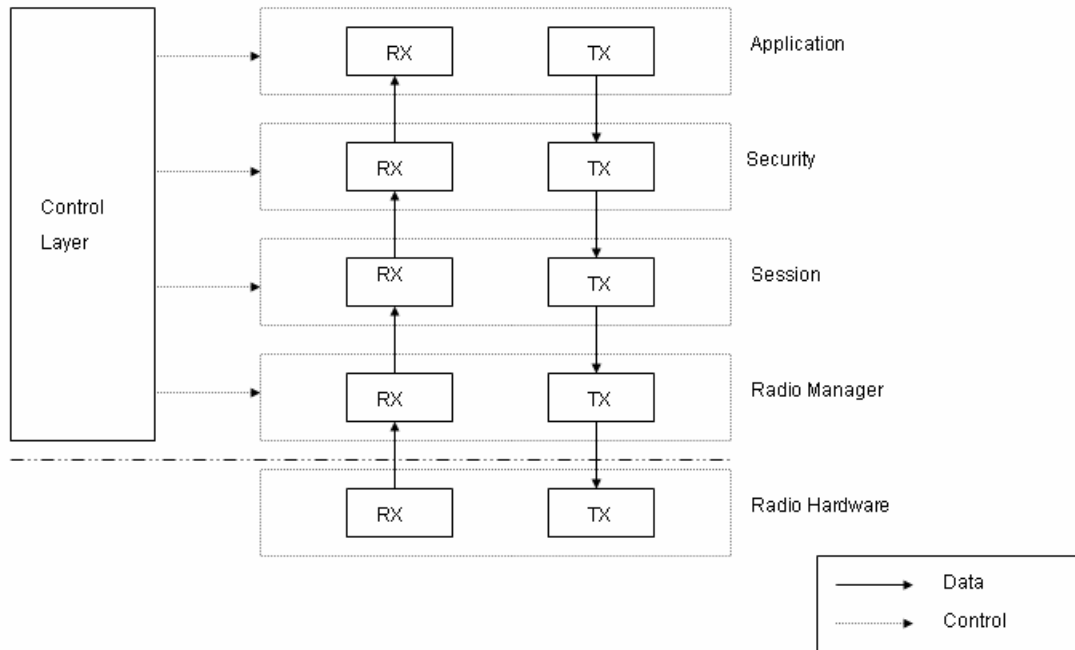 RX
TX
Application
RX
TX
Security
Control
Layer
RX
TX
Session
RX
TX
Radio Manager
RX
TX
Radio Hardware
Data
Control